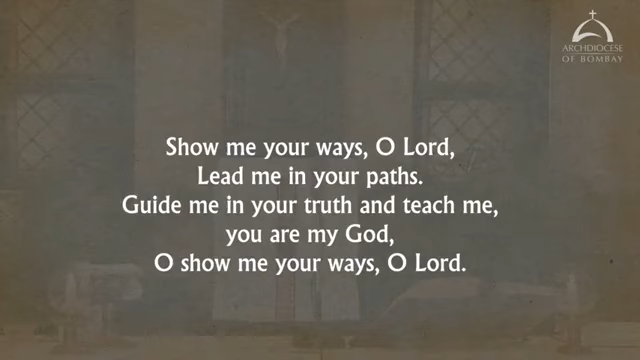 ARCHDIOCESE
OF BOMBAY
Show me your ways, O Lord,
Lead me in your paths.
Guide me in your truth and teach me,
you are my God,
O show me your ways, O Lord.